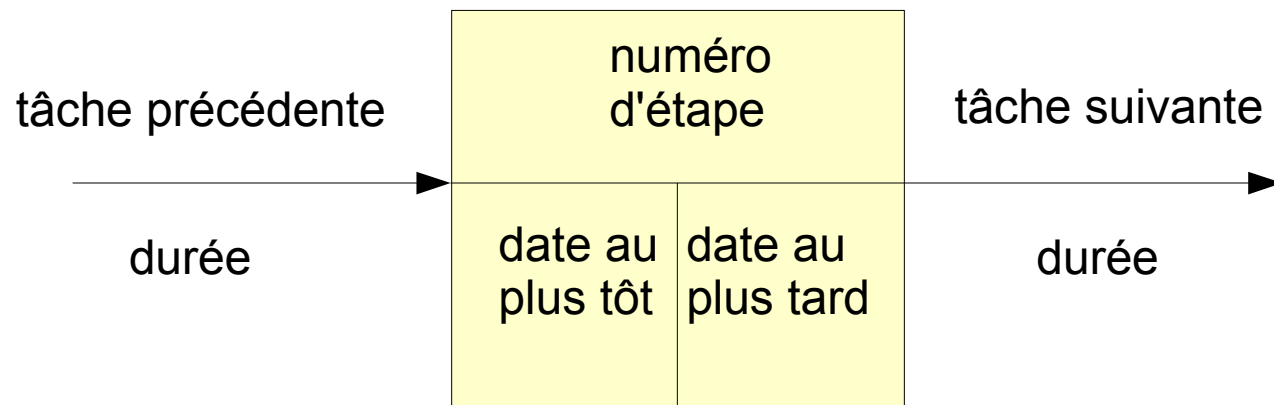 numéro
d'étape
tâche précédente
tâche suivante
durée
date au
plus tôt
date au
plus tard
durée